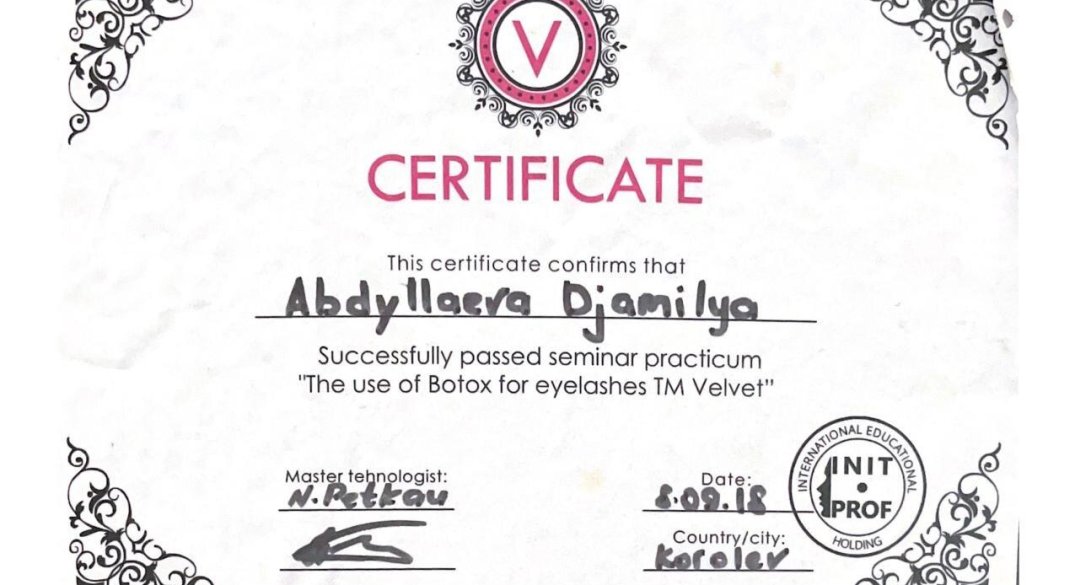 V
CERTIFICATE
This certificate confirms that
Abdyllaeva Djamilya
Successfully passed seminar practicum
"The use of Botox for eyelashes TM Velvet"
Master tehnologist:
N.Petkau
Date:
8.09.18
Country/city:
Korolev
INTERNATIONAL EDUCATIONAL
INIT
PROF
HOLDING